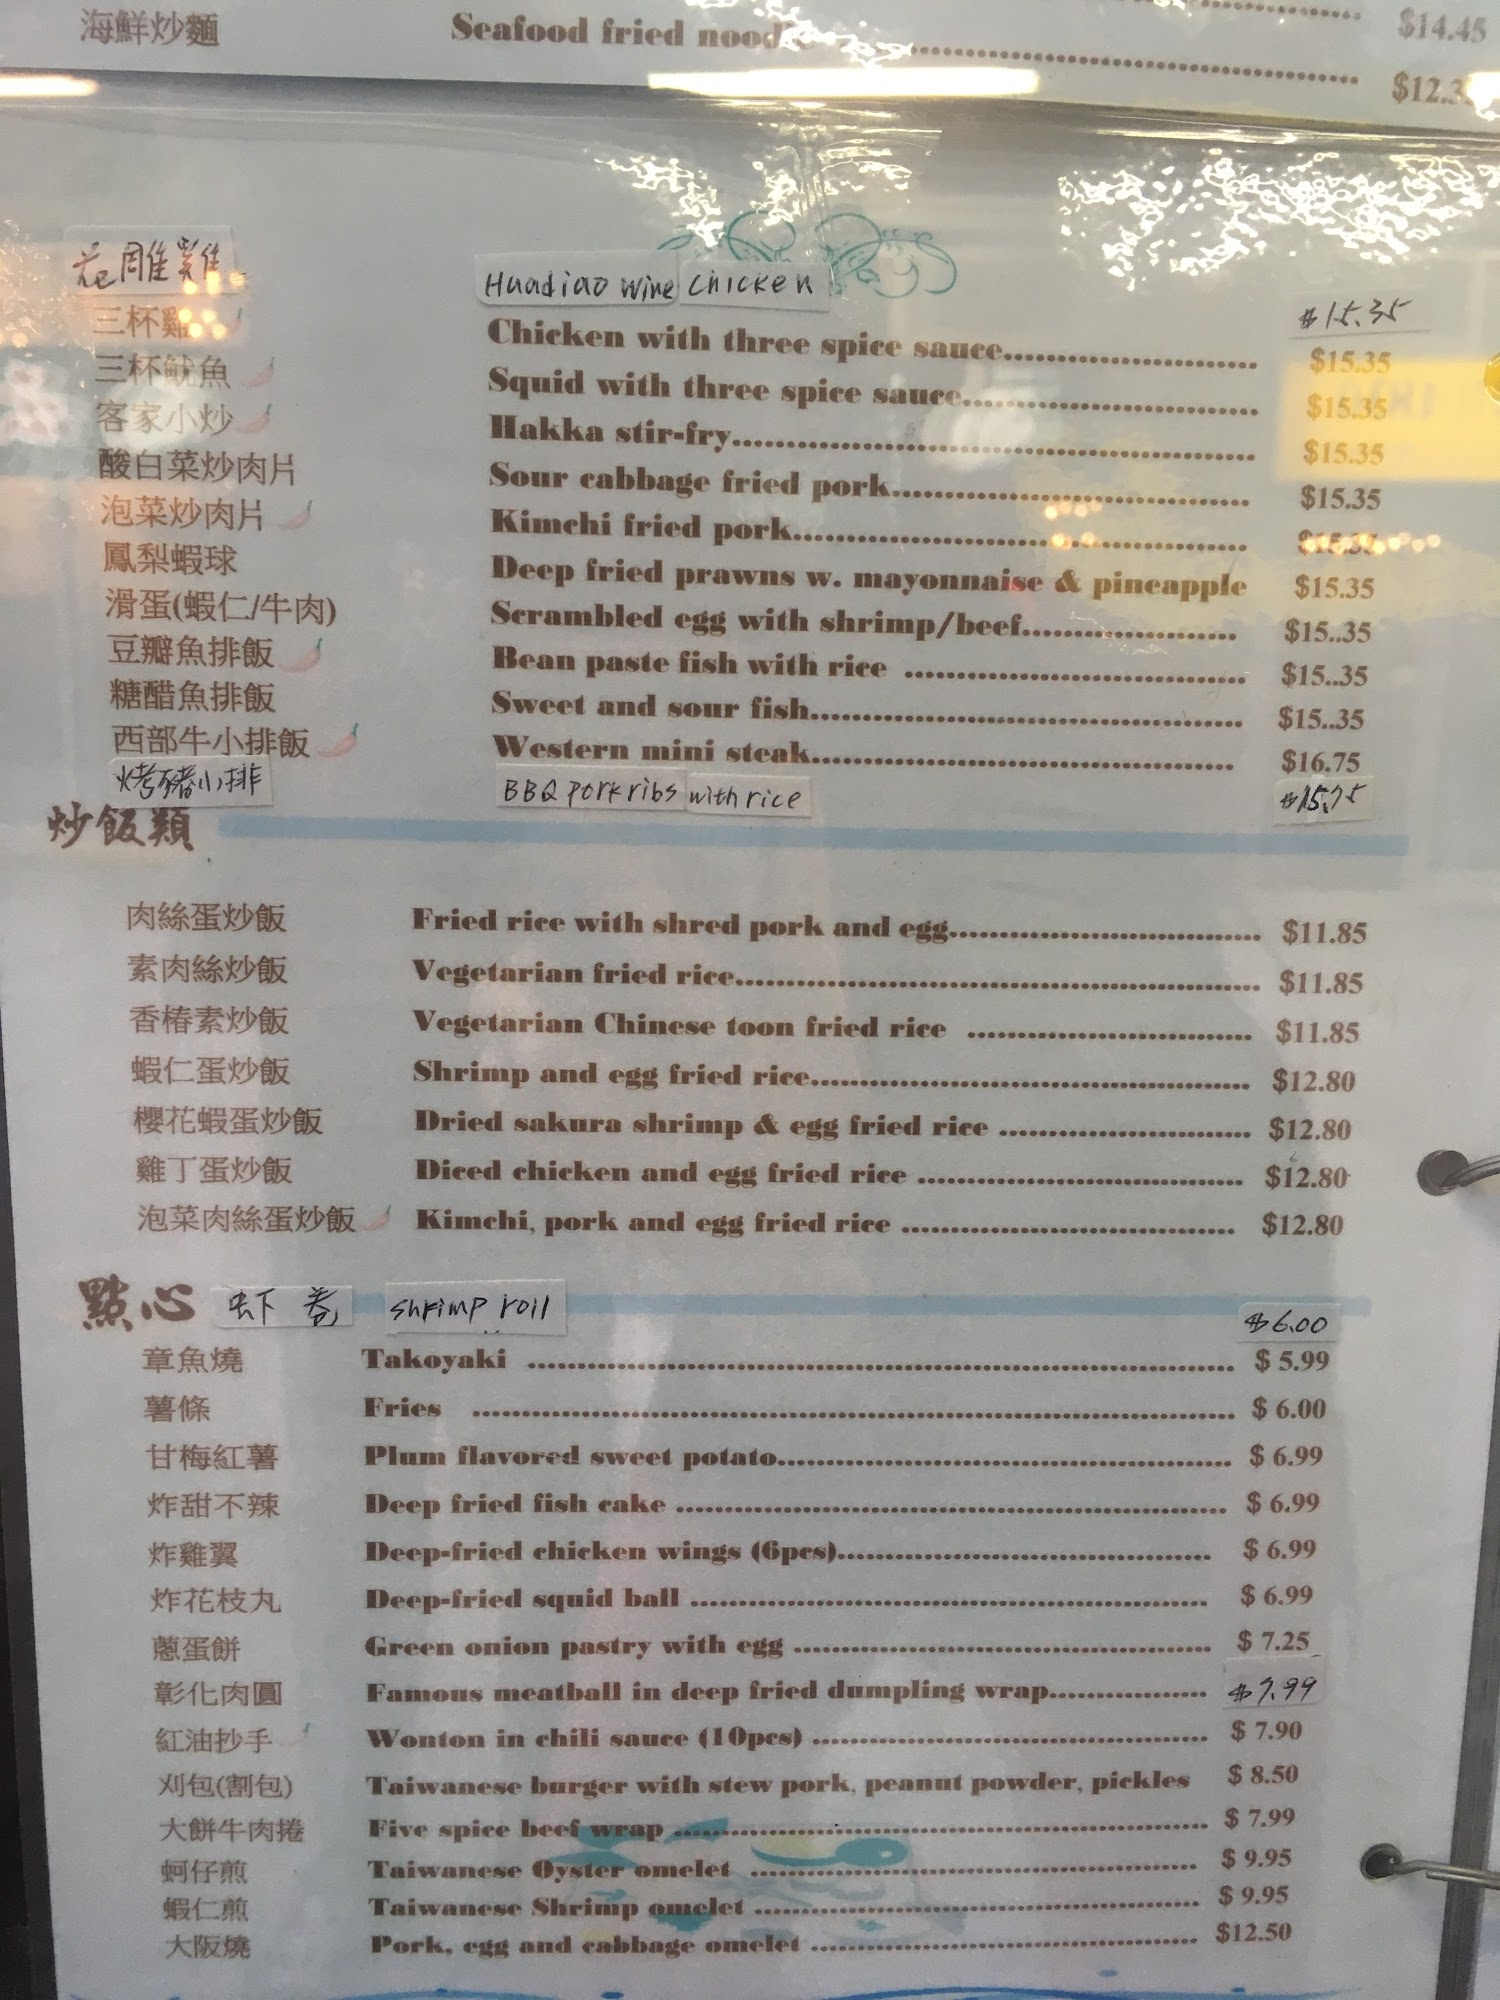 海鮮炒麵 Seafood fried $14.45
三杯雞 Chicken with three spice sauce $15.35
花雕雞 Huadiao wine chicken $15.35
三杯魷魚 Squid with three spice sauce $15.35
客家小炒 Hakka stir-fry $15.35
酸白菜炒肉片 Sour cabbage fried pork $15.35
泡菜炒肉片 Kimchi fried pork $15.35
鳳梨蝦球 Deep fried prawns w. mayonnaise & pineapple $15.35
滑蛋(蝦仁/牛肉) Scrambled egg with shrimp/beef $15..35
豆瓣魚排飯 Bean paste fish with rice $15..35
糖醋魚排飯 Sweet and sour fish $15..35
西部牛小排飯 Western mini steak $16.75
烤豬小排 BBQ pork ribs with rice $15.75
炒飯類
肉絲蛋炒飯 Fried rice with shred pork and egg $11.85
素肉絲炒飯 Vegetarian fried rice $11.85
香椿素炒飯 Vegetarian Chinese toon fried rice $11.85
蝦仁蛋炒飯 Shrimp and egg fried rice $12.80
櫻花蝦蛋炒飯 Dried sakura shrimp & egg fried rice $12.80
雞丁蛋炒飯 Diced chicken and egg fried rice $12.80
泡菜肉絲蛋炒飯 Kimchi, pork and egg fried rice $12.80
點心 虾卷 shrimp roll $6.00
章魚燒 Takoyaki $ 5.99
薯條 Fries $ 6.00
甘梅紅薯 Plum flavored sweet potato $ 6.99
炸甜不辣 Deep fried fish cake $ 6.99
炸雞翼 Deep-fried chicken wings (6pcs) $ 6.99
炸花枝丸 Deep-fried squid ball $ 6.99
蔥蛋餅 Green onion pastry with egg $ 7.25
彰化肉圓 Famous meatball in deep fried dumpling wrap $7.99
紅油抄手 Wonton in chili sauce (10pcs) $ 7.90
刈包(割包) Taiwanese burger with stew pork, peanut powder, pickles $ 8.50
大餅牛肉捲 Five spice beef wrap $ 7.99
蚵仔煎 Taiwanese Oyster omelet $ 9.95
蝦仁煎 Taiwanese Shrimp omelet $ 9.95
大阪燒 Pork, egg and cabbage omelet $12.50